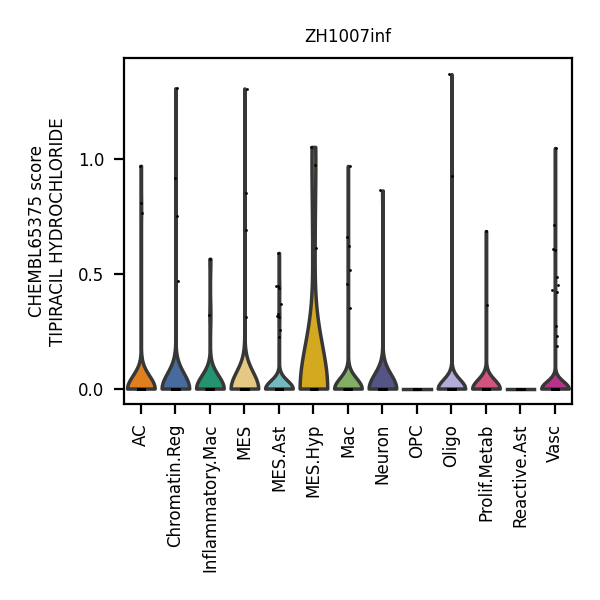 ZH1007inf
CHEMBL65375 score
TIPIRACIL HYDROCHLORIDE
1.0
0.5
0.0
AC
Chromatin.Reg
Inflammatory.Mac
MES
MES.Ast
MES.Hyp
Mac
Neuron
OPC
Oligo
Prolif.Metab
Reactive.Ast
Vasc